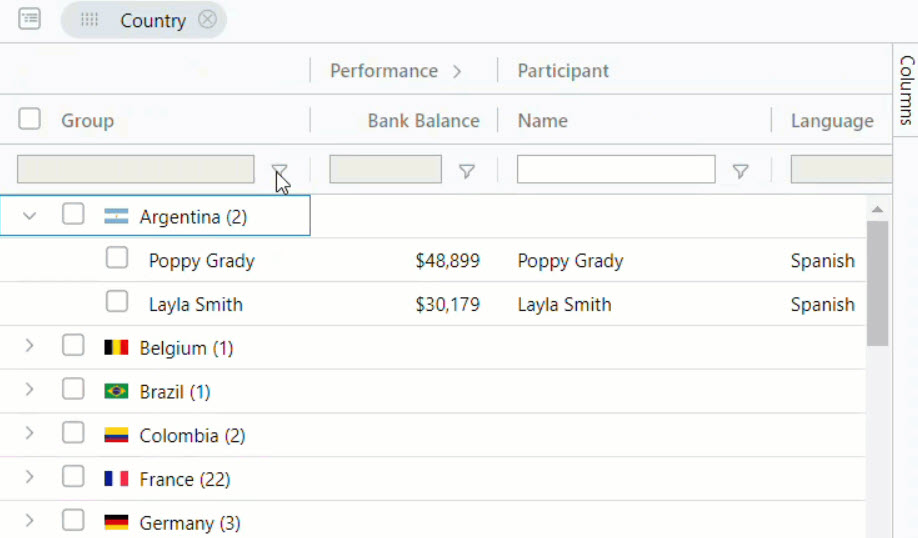 Country
Performance Participant
Columns
Group Bank Balance Name Language
Argentina (2)
Poppy Grady $48,899 Poppy Grady Spanish
Layla Smith $30,179 Layla Smith Spanish
Belgium (1)
Brazil (1)
Colombia (2)
France (22)
Germany (3)